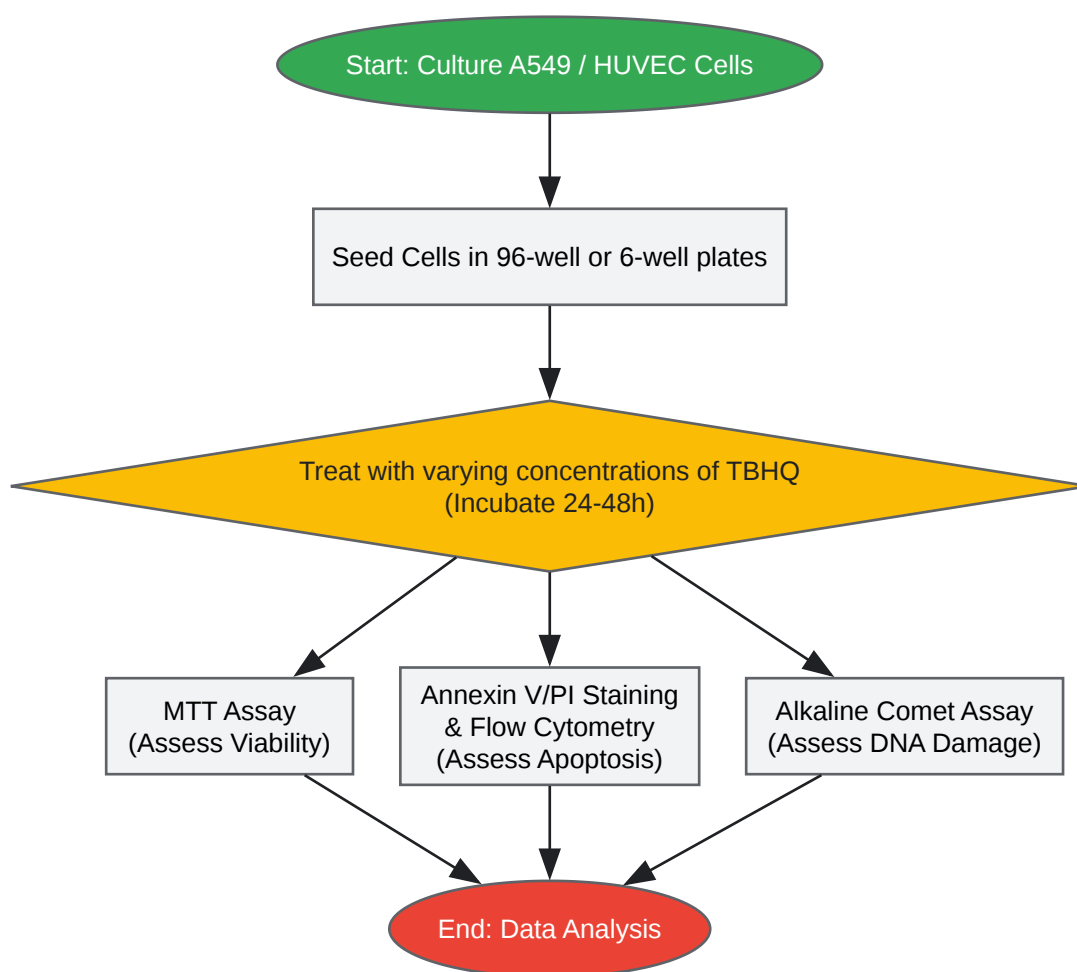 Start: Culture A549 / HUVEC Cells
Seed Cells in 96-well or 6-well plates
Treat with varying concentrations of TBHQ
(Incubate 24-48h)
MTT Assay
(Assess Viability)
Annexin V/PI Staining
& Flow Cytometry
(Assess Apoptosis)
Alkaline Comet Assay
(Assess DNA Damage)
End: Data Analysis